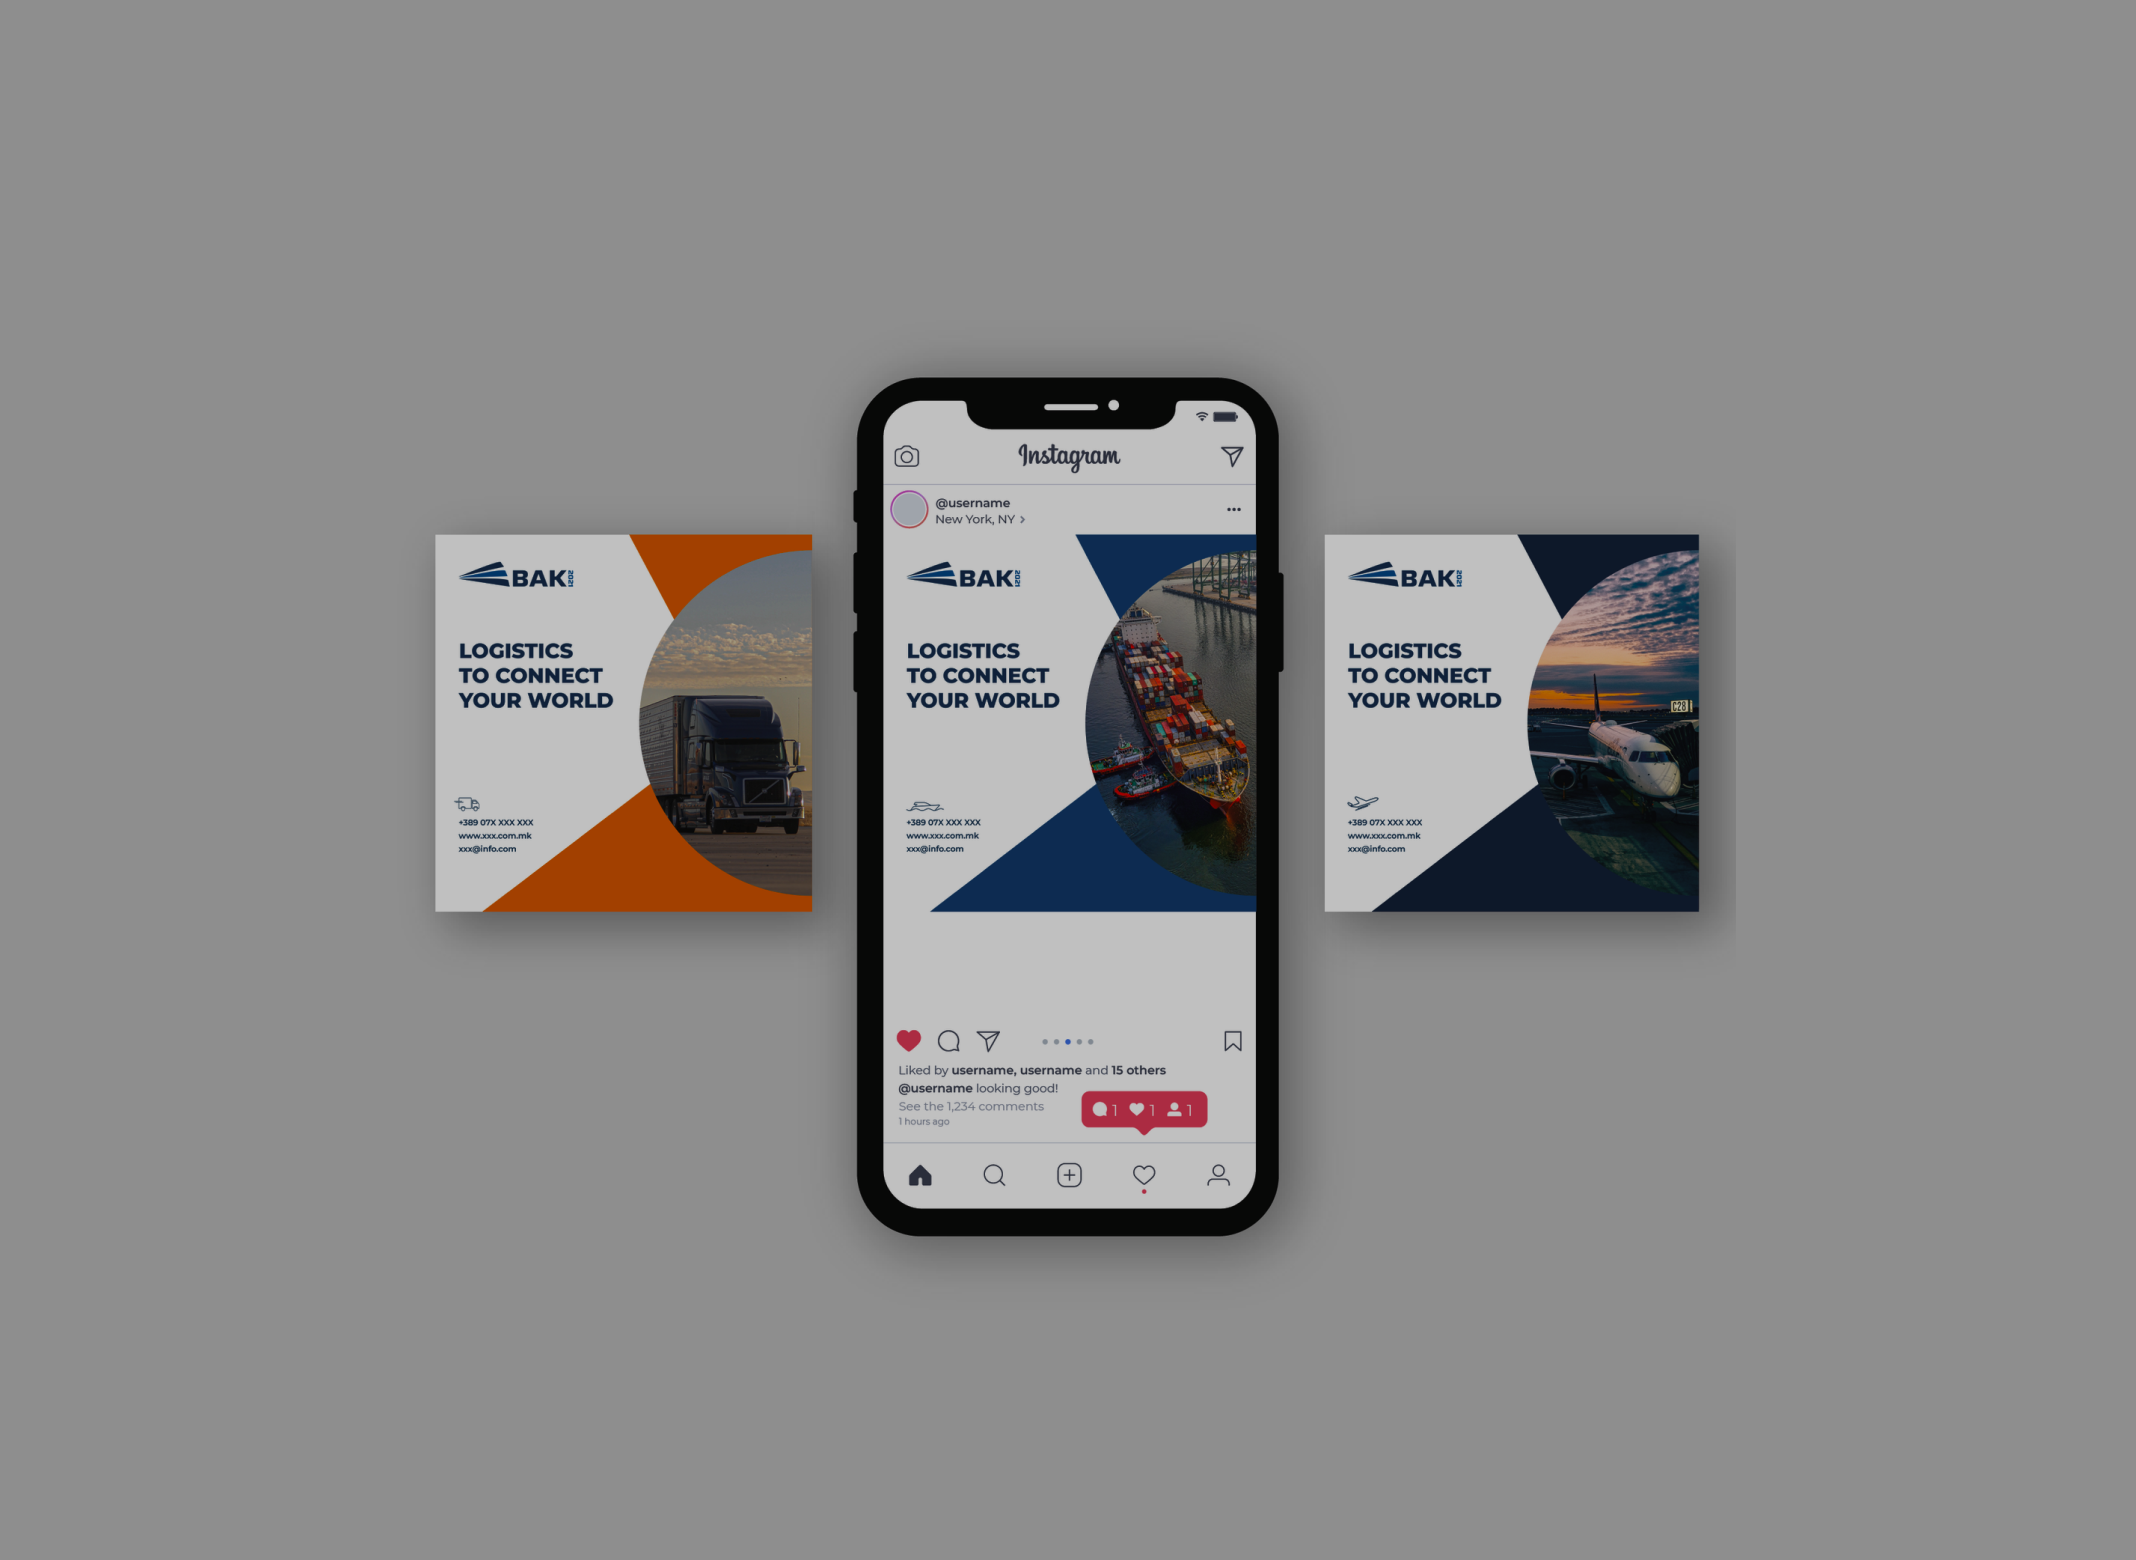 BAK 2021
LOGISTICS
TO CONNECT
YOUR WORLD
+389 07X XXX XXX
www.xxx.com.mk
xxx@info.com
Instagram
@username
New York, NY >
BAK 2021
LOGISTICS
TO CONNECT
YOUR WORLD
+389 07X XXX XXX
www.xxx.com.mk
xxx@info.com
Liked by username, username and 15 others
@username looking good!
See the 1,234 comments
1 hours ago
1 1 1
BAK 2021
LOGISTICS
TO CONNECT
YOUR WORLD
C28
+389 07X XXX XXX
www.xxx.com.mk
xxx@info.com